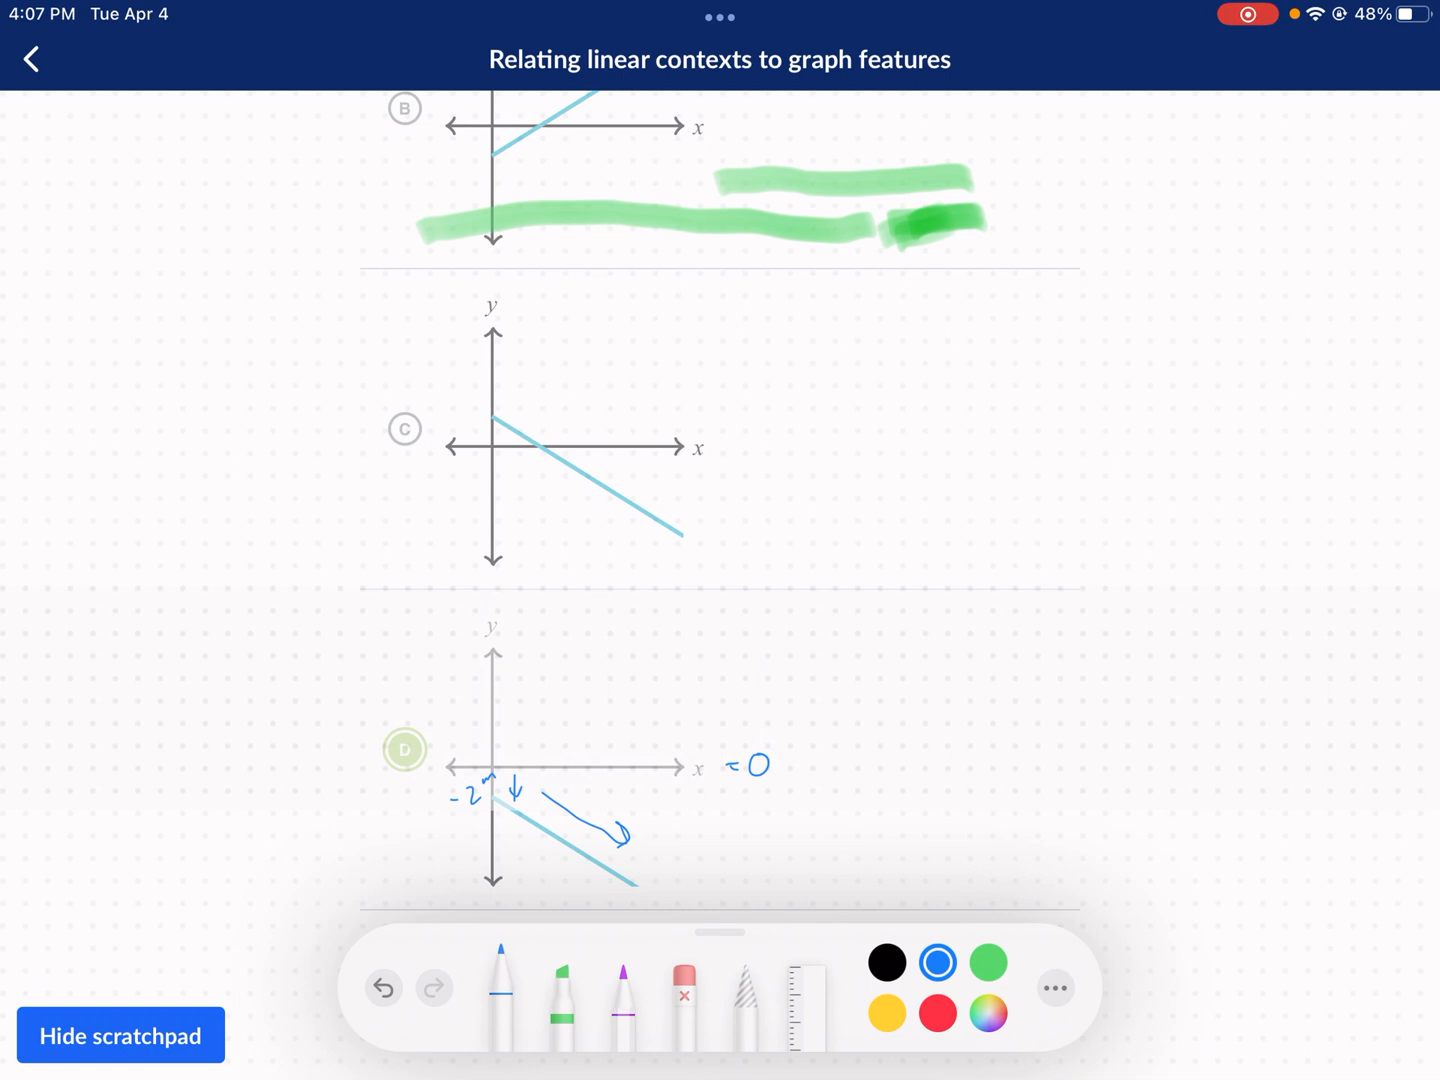 4:07 PM Tue Apr 4
48%
Relating linear contexts to graph features
B
x
y
C
x
y
D
x = 0
-2 m
Hide scratchpad